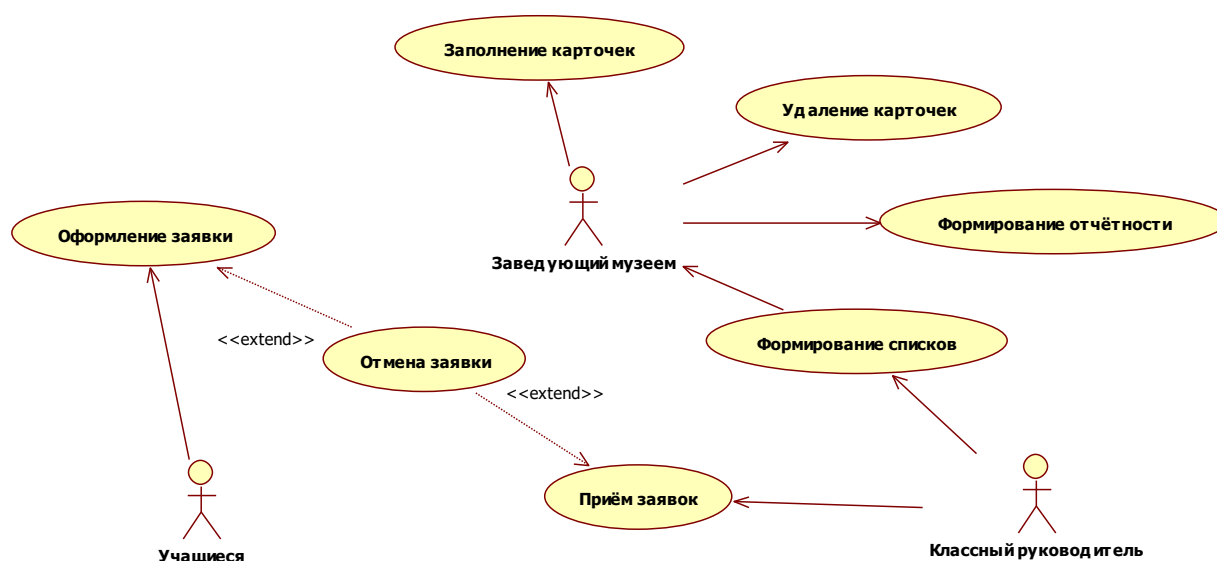 Заполнение карточек
Удаление карточек
Формирование отчётности
Оформление заявки
Заведующий музеем
<<extend>>
Отмена заявки
Формирование списков
<<extend>>
Приём заявок
Учащиеся
Классный руководитель